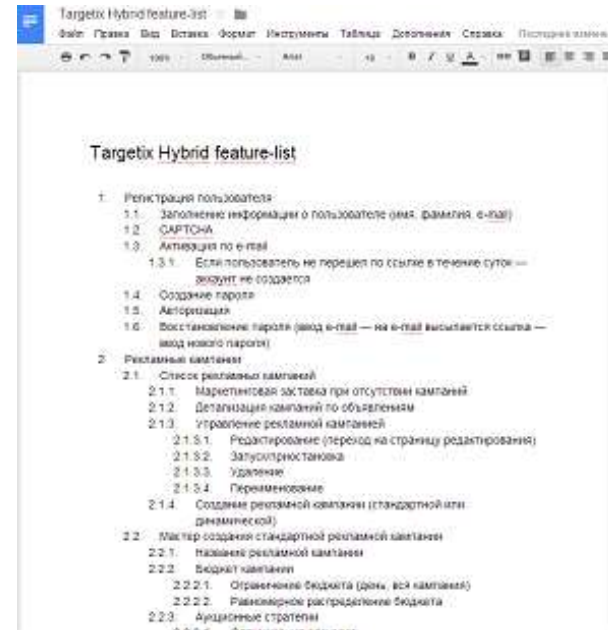 Targetix Hybrid feature-list
Файл Правка Вид Вставка Формат Инструменты Таблица Дополнения Справка Последнее
100% Обычный... Arial
Targetix Hybrid feature-list
1. Регистрация пользователя
1.1. Заполнение информации о пользователе (имя, фамилия, e-mail)
1.2. CAPTCHA
1.3. Активация по e-mail
1.3.1. Если пользователь не перешел по ссылке в течение суток —
аккаунт не создается
1.4. Создание пароля
1.5. Авторизация
1.6. Восстановление пароля (ввод e-mail — на e-mail высылается ссылка —
ввод нового пароля)
2. Рекламные кампании
2.1. Список рекламных кампаний
2.1.1. Маркетинговая заставка при отсутствии кампаний
2.1.2. Детализация кампаний по объявлениям
2.1.3. Управление рекламной кампанией
2.1.3.1. Редактирование (переход на страницу редактирования)
2.1.3.2. Запуск/приостановка
2.1.3.3. Удаление
2.1.3.4. Переименование
2.1.4. Создание рекламной кампании (стандартной или
динамической)
2.2. Мастер создания стандартной рекламной кампании
2.2.1. Название рекламной кампании
2.2.2. Бюджет кампании
2.2.2.1. Ограничение бюджета (день, вся кампания)
2.2.2.2. Равномерное распределение бюджета
2.2.3. Аукционные стратегии